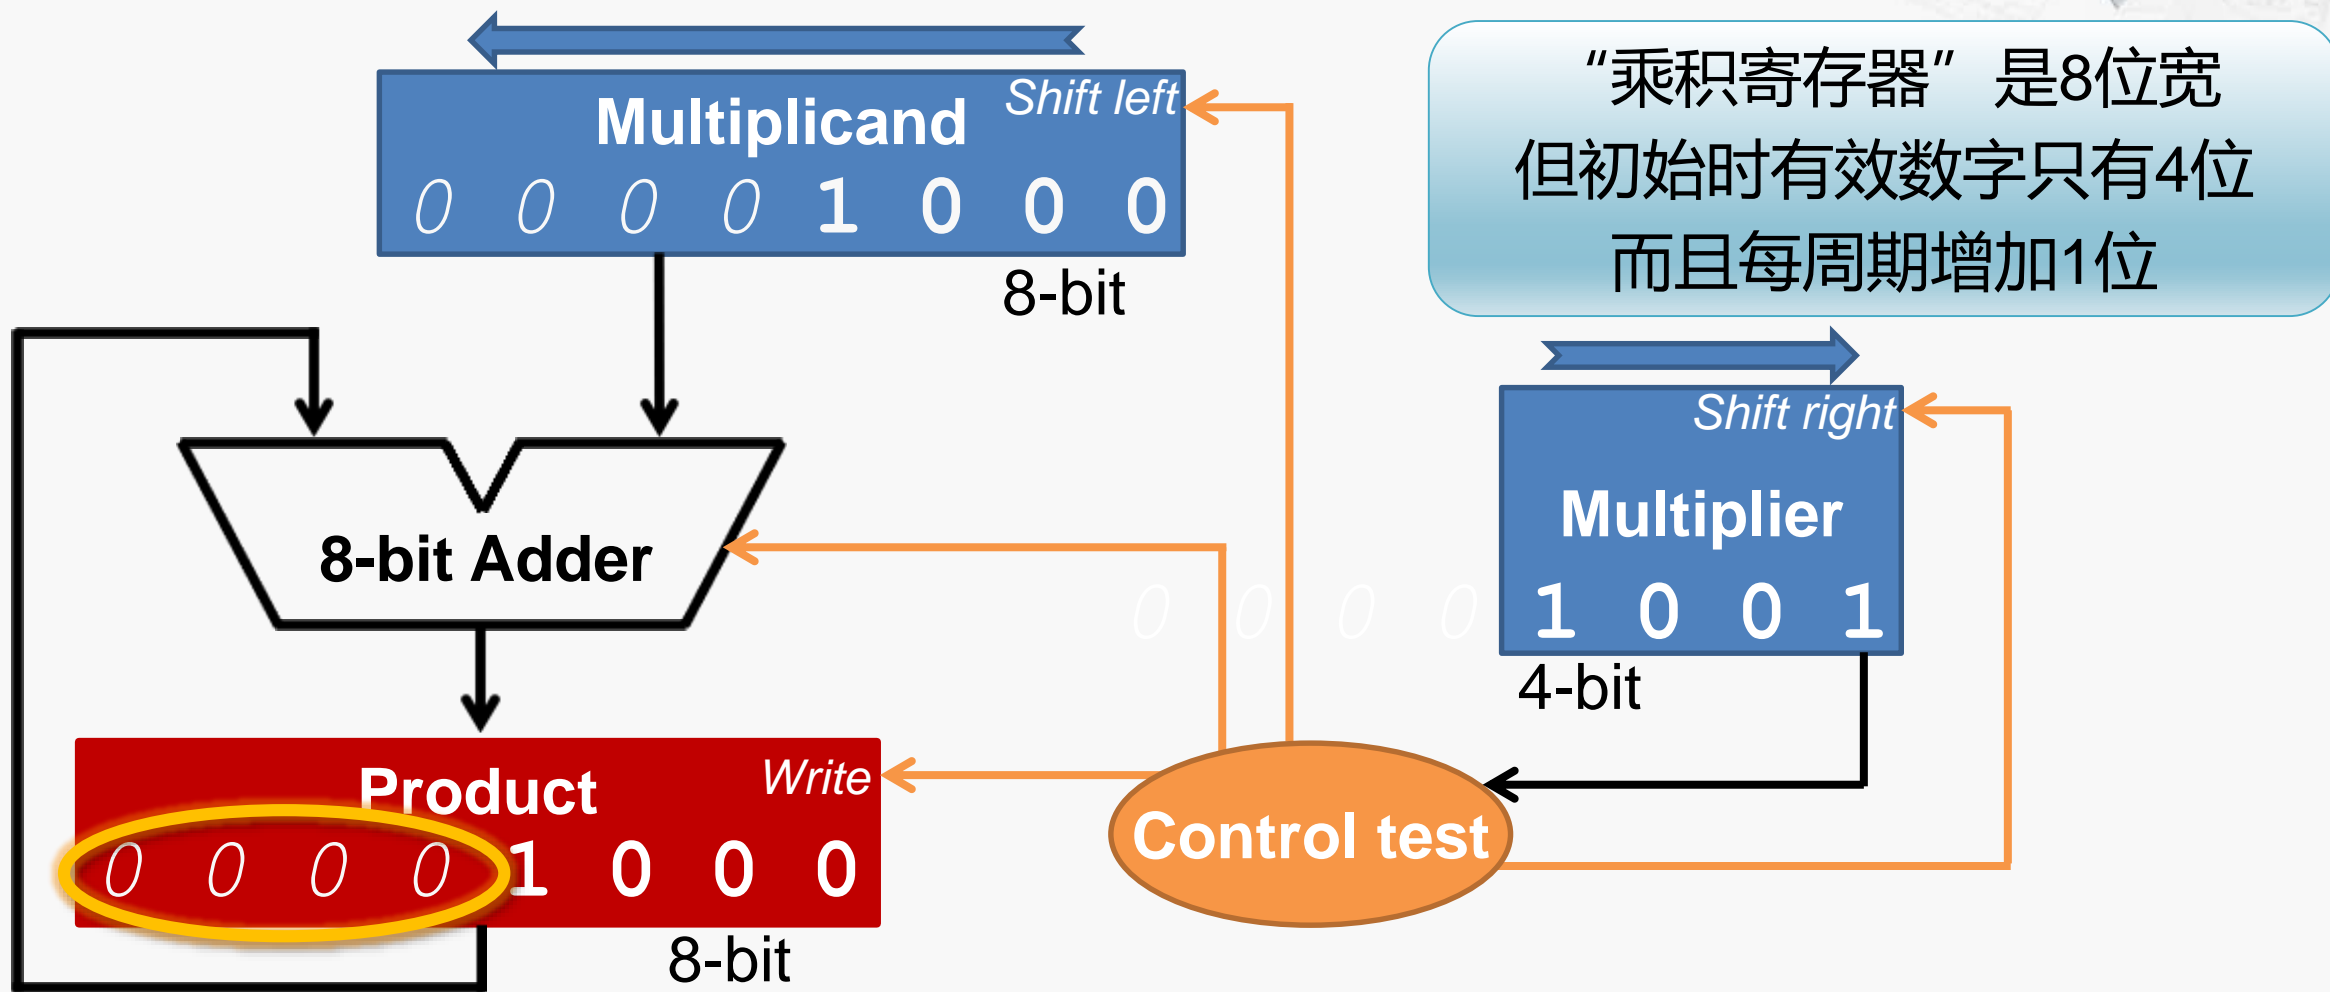 Shift left
Multiplicand
0 0 0 0 1 0 0 0
8-bit
“乘积寄存器” 是8位宽
但初始时有效数字只有4位
而且每周期增加1位
Shift right
Multiplier
0 0 0 0 1 0 0 1
4-bit
8-bit Adder
Product
Write
0 0 0 0 1 0 0 0
8-bit
Control test